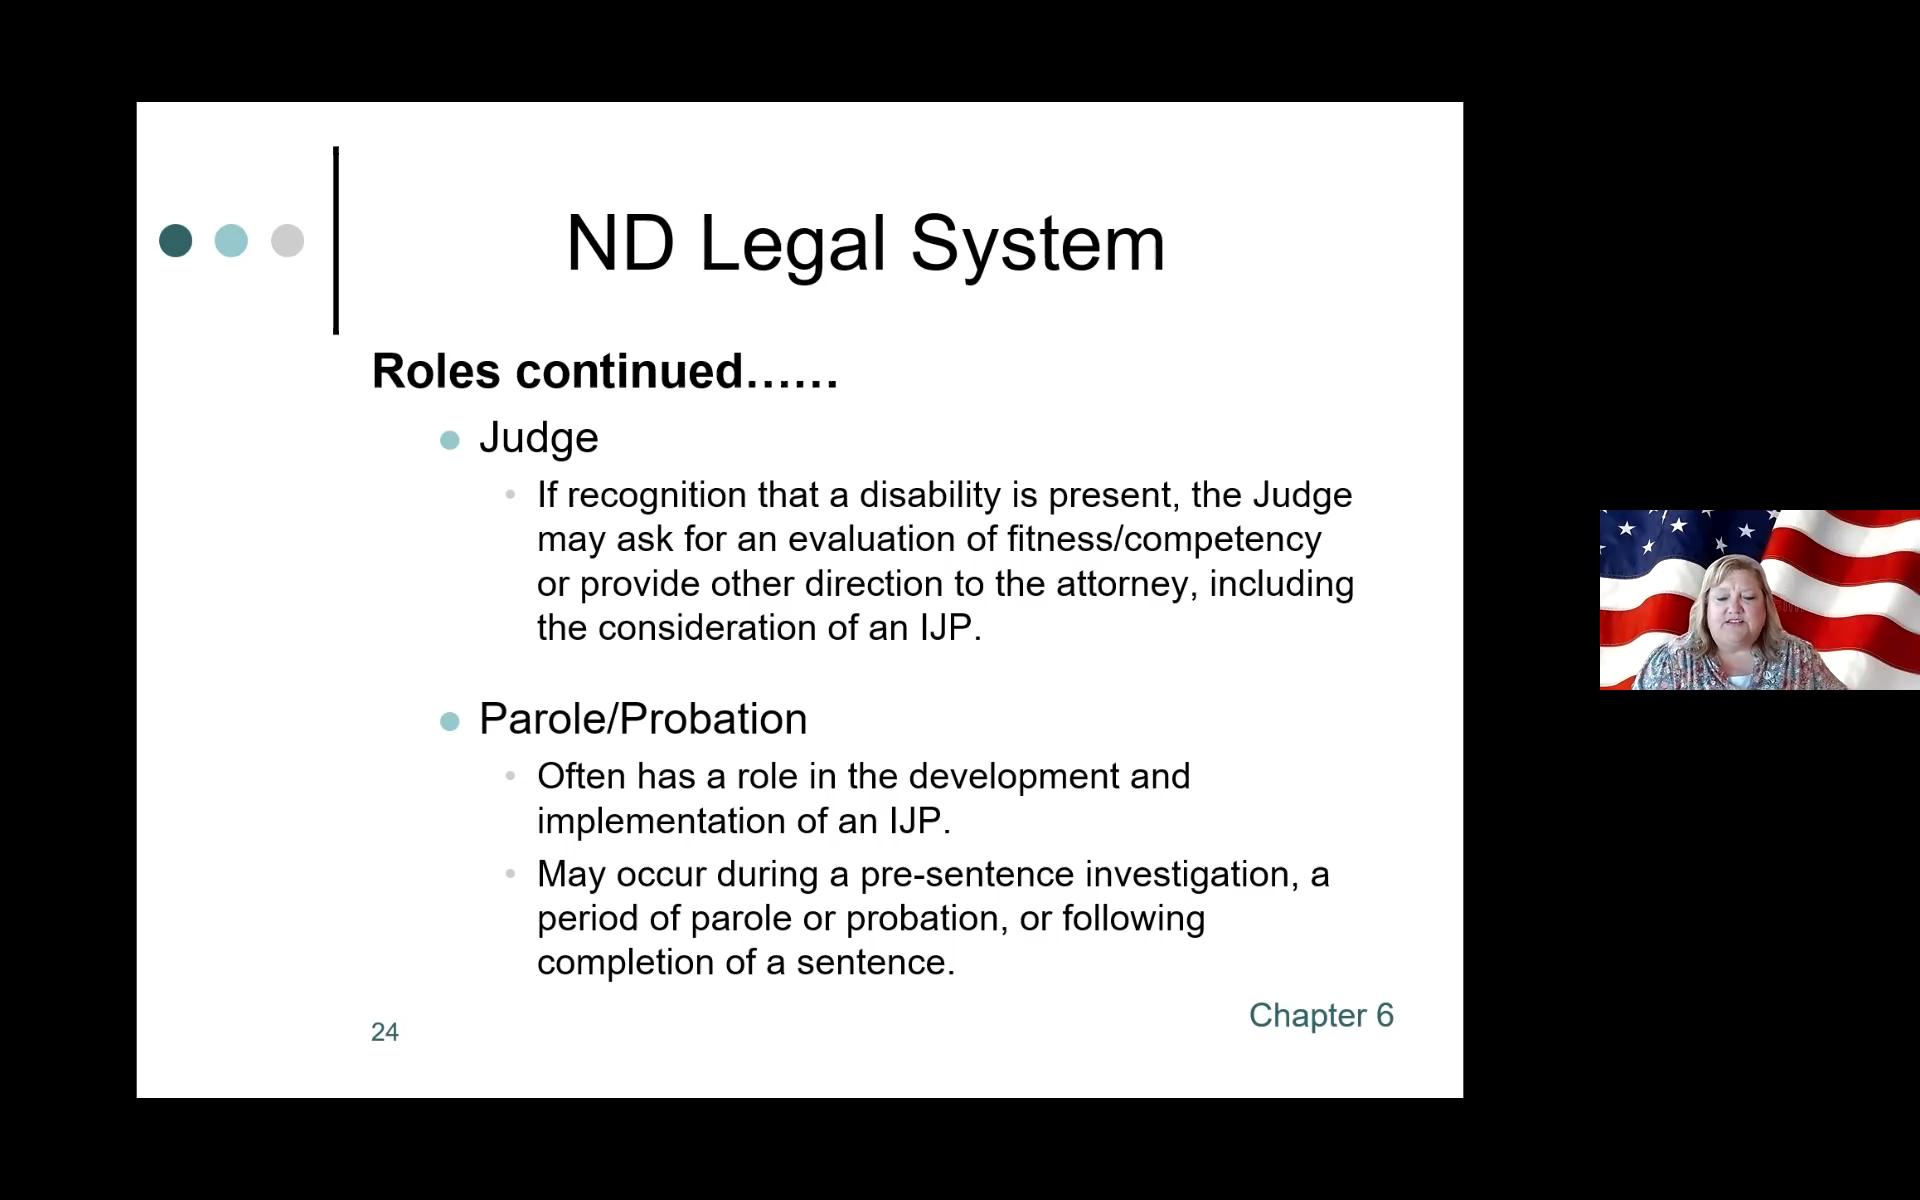 ND Legal System
Roles continued……
Judge
If recognition that a disability is present, the Judge
may ask for an evaluation of fitness/competency
or provide other direction to the attorney, including
the consideration of an IJP.
Parole/Probation
Often has a role in the development and
implementation of an IJP.
May occur during a pre-sentence investigation, a
period of parole or probation, or following
completion of a sentence.
24
Chapter 6